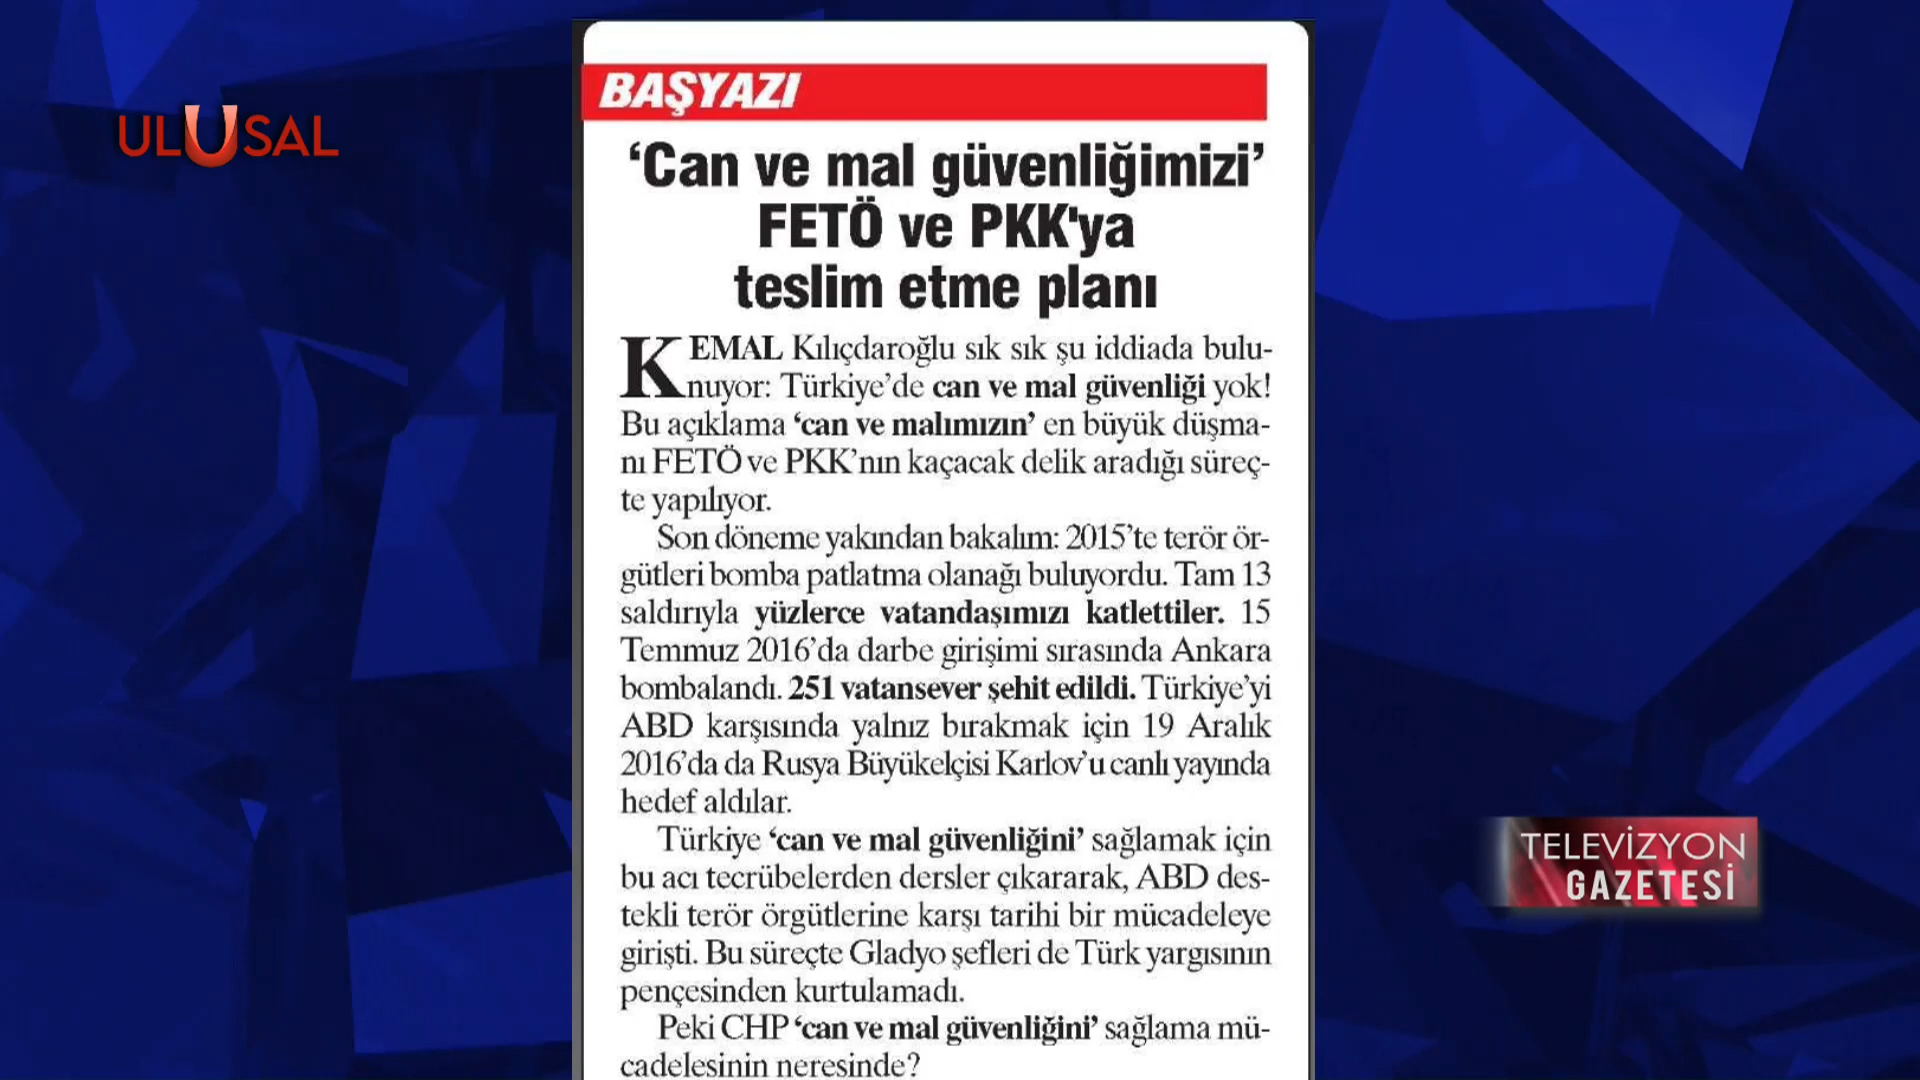 ULUSAL
BAŞYAZI
‘Can ve mal güvenliğimizi’
FETÖ ve PKK'ya
teslim etme planı
KEMAL Kılıçdaroğlu sık sık şu iddiada bulu-
nuyor: Türkiye’de can ve mal güvenliği yok!
Bu açıklama ‘can ve malımızın’ en büyük düşma-
nı FETÖ ve PKK’nın kaçacak delik aradığı süreç-
te yapılıyor.
Son döneme yakından bakalım: 2015’te terör ör-
gütleri bomba patlatma olanağı buluyordu. Tam 13
saldırıyla yüzlerce vatandaşımızı katlettiler. 15
Temmuz 2016’da darbe girişimi sırasında Ankara
bombalandı. 251 vatansever şehit edildi. Türkiye’yi
ABD karşısında yalnız bırakmak için 19 Aralık
2016’da da Rusya Büyükelçisi Karlov’u canlı yayında
hedef aldılar.
Türkiye ‘can ve mal güvenliğini’ sağlamak için
bu acı tecrübelerden dersler çıkararak, ABD des-
tekli terör örgütlerine karşı tarihi bir mücadeleye
girişti. Bu süreçte Gladyo şefleri de Türk yargısının
pençesinden kurtulamadı.
Peki CHP ‘can ve mal güvenliğini’ sağlama mü-
cadelesinin neresinde?
TELEVİZYON
GAZETESİ